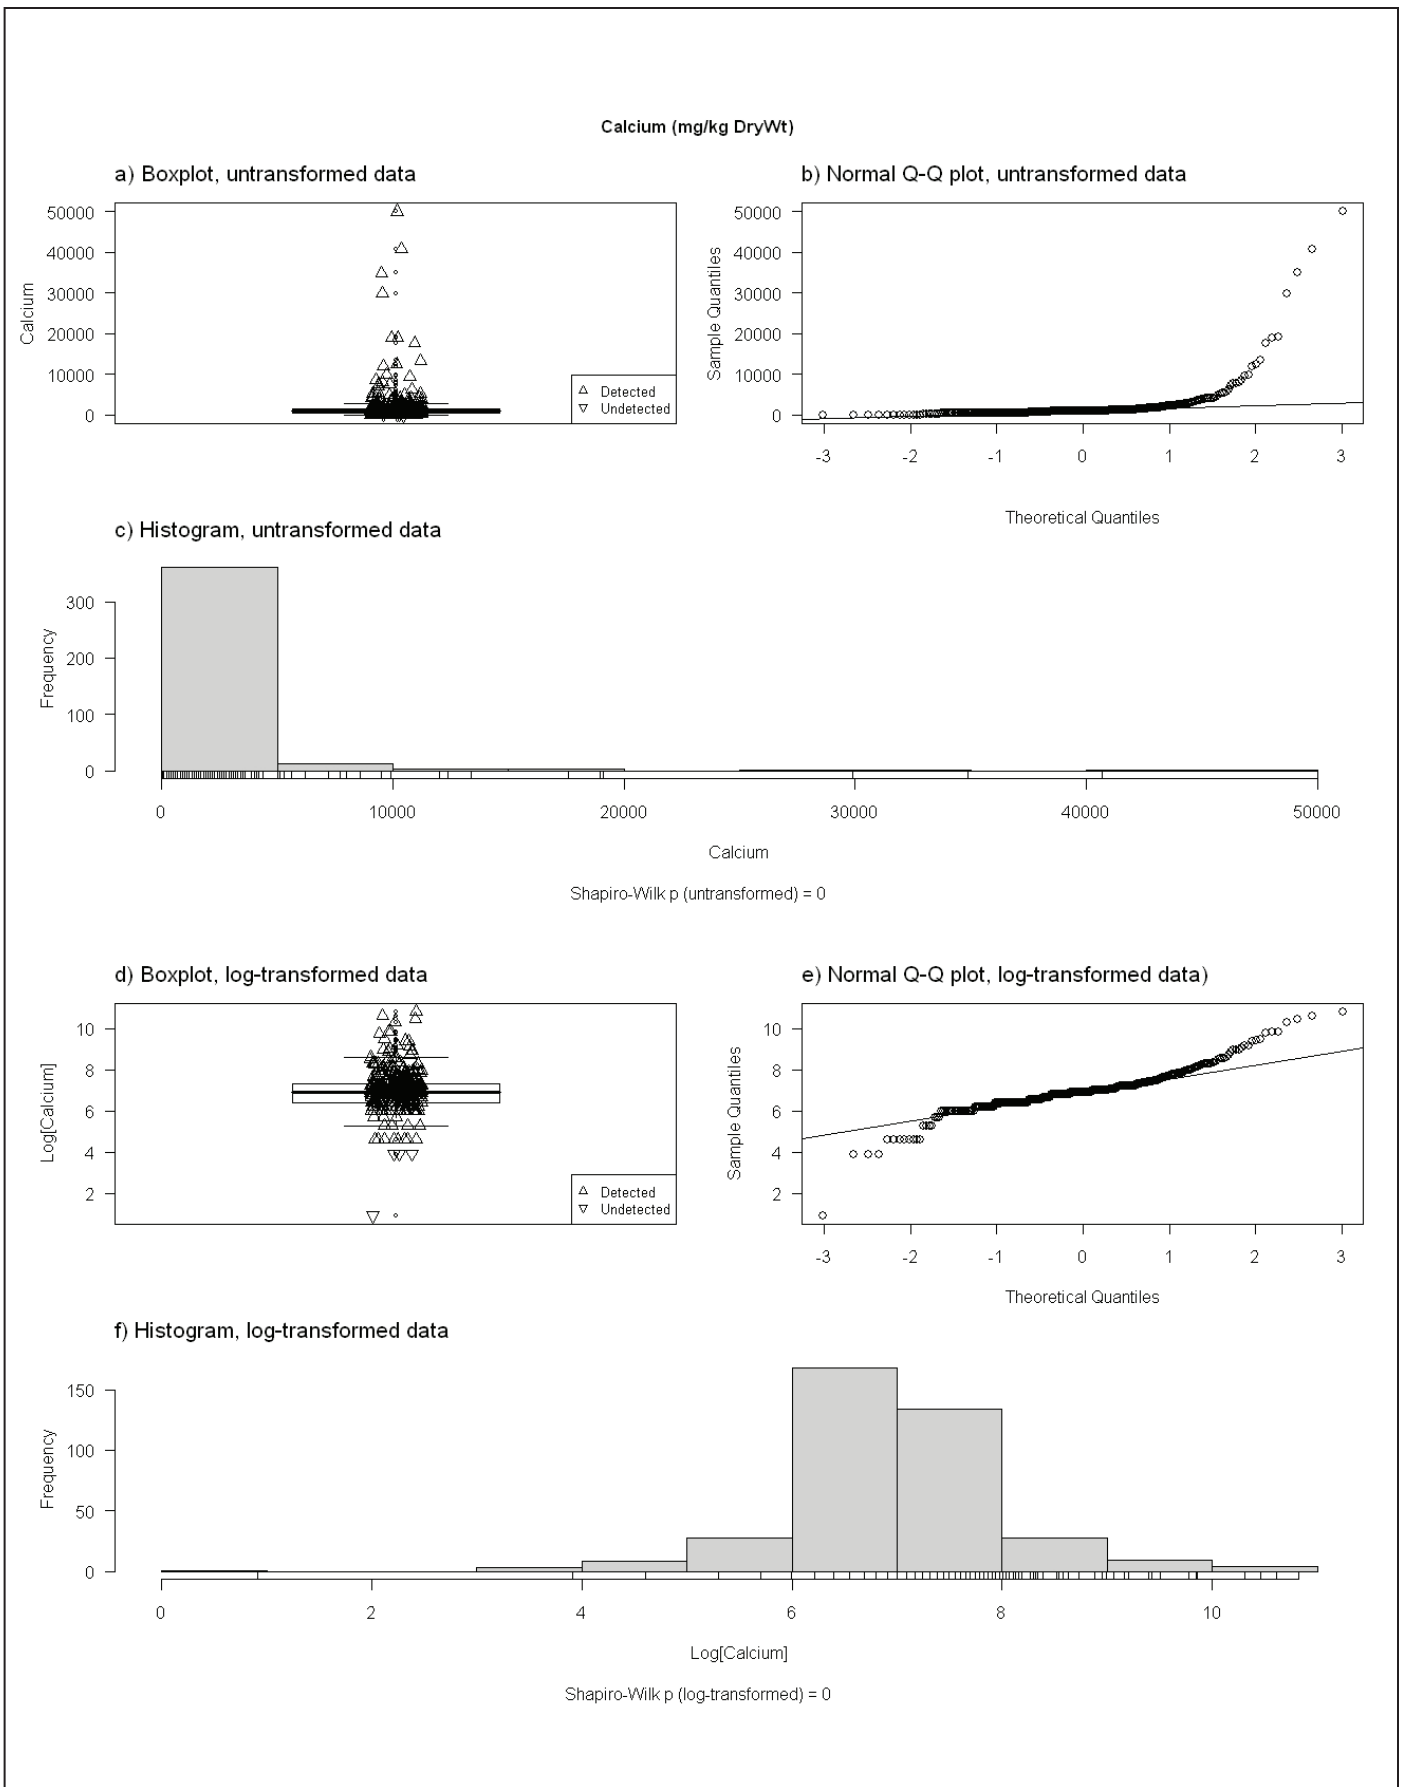 Calcium (mg/kg DryWt)
a) Boxplot, untransformed data
Calcium
50000
40000
30000
20000
10000
0
Detected
Undetected
b) Normal Q-Q plot, untransformed data
Sample Quantiles
50000
40000
30000
20000
10000
0
-3 -2 -1 0 1 2 3
Theoretical Quantiles
c) Histogram, untransformed data
Frequency
300
200
100
0
0 10000 20000 30000 40000 50000
Calcium
Shapiro-Wilk p (untransformed) = 0
d) Boxplot, log-transformed data
Log[Calcium]
10
8
6
4
2
Detected
Undetected
e) Normal Q-Q plot, log-transformed data)
Sample Quantiles
10
8
6
4
2
-3 -2 -1 0 1 2 3
Theoretical Quantiles
f) Histogram, log-transformed data
Frequency
150
100
50
0
0 2 4 6 8 10
Log[Calcium]
Shapiro-Wilk p (log-transformed) = 0